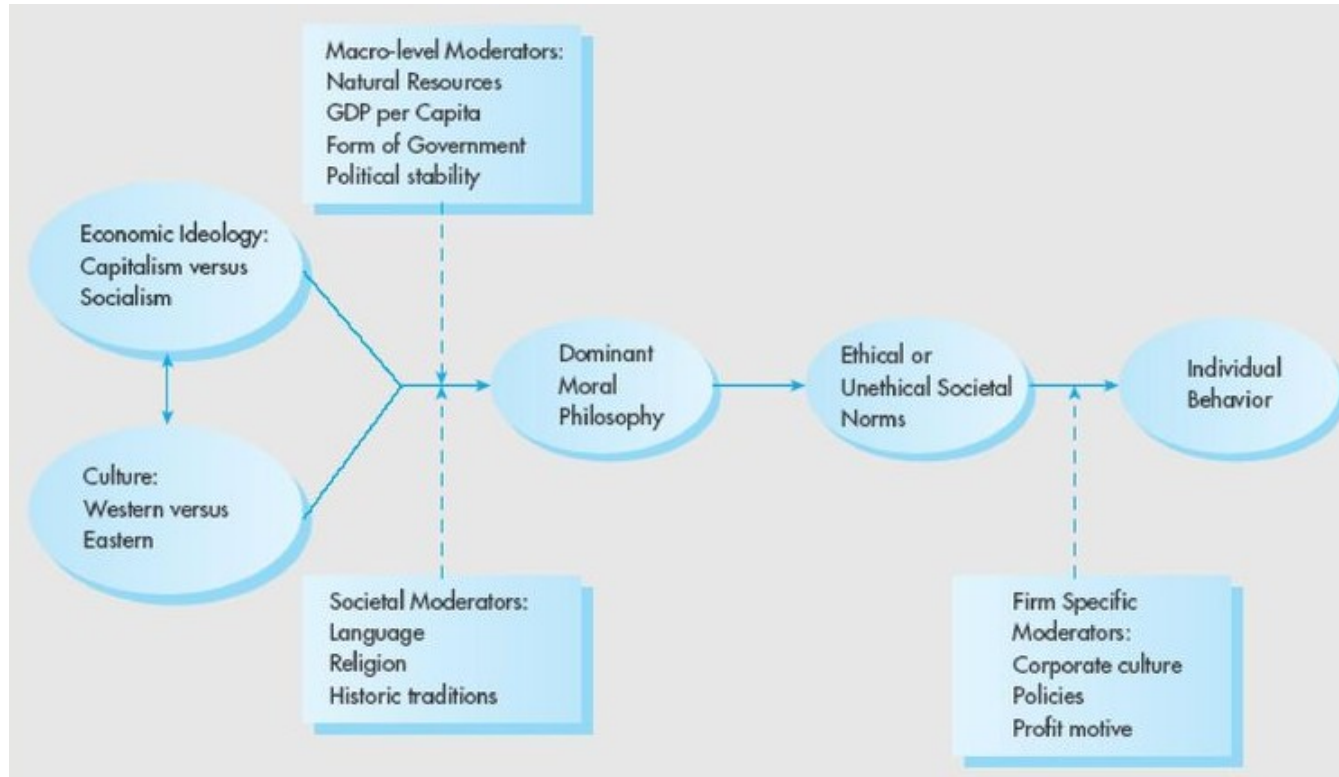 Macro-level Moderators:
Natural Resources
GDP per Capita
Form of Government
Political stability
Economic Ideology:
Capitalism versus
Socialism
Culture:
Western versus
Eastern
Societal Moderators:
Language
Religion
Historic traditions
Dominant
Moral
Philosophy
Ethical or
Unethical Societal
Norms
Individual
Behavior
Firm Specific
Moderators:
Corporate culture
Policies
Profit motive